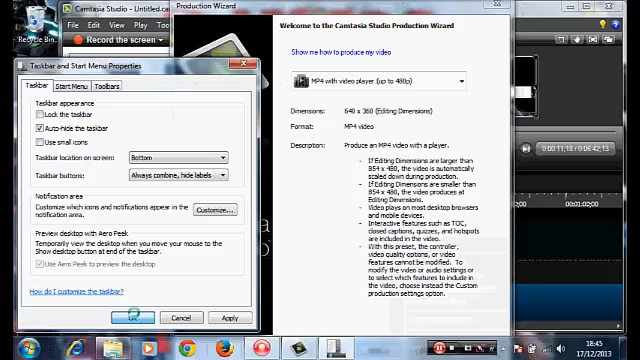 Camtasia Studio - Untitled.cam
Production Wizard
File
Edit
View
Record the screen
Recycle Bin
Taskbar and Start Menu Properties
Taskbar
Start Menu
Toolbars
Taskbar appearance
Lock the taskbar
Auto-hide the taskbar
Use small icons
Taskbar location on screen:
Bottom
Taskbar buttons:
Always combine, hide labels
Notification area
Customize which icons and notifications appear in the
notification area.
Customize...
Preview desktop with Aero Peek
Temporarily view the desktop when you move your mouse to the
Show desktop button at end of the taskbar.
Use Aero Peek to preview the desktop
How do I customize the taskbar?
OK
Cancel
Apply
Welcome to the Camtasia Studio Production Wizard
Show me how to produce my video
MP4 with video player (up to 480p)
Dimensions:
640 x 360 (Editing Dimensions)
Format:
MP4 video
Description:
Produce an MP4 video with a player.
- If Editing Dimensions are larger than
854 x 480, the video is automatically
scaled down during production.
- If Editing Dimensions are smaller than
854 x 480, the video produces at
Editing Dimensions.
- Video plays on most desktop browsers
and mobile devices.
- Interactive features such as TOC,
closed captions, quizzes, and hotspots
are included in the video.
- With this preset, the controller,
video quality options, or video
features cannot be modified. To
modify the video or audio settings or
to select which features to include in
the video, choose instead the Custom
production settings option.
0:00:11;18 / 0:06:42;13
00:01:00;00
18:45
17/12/2013